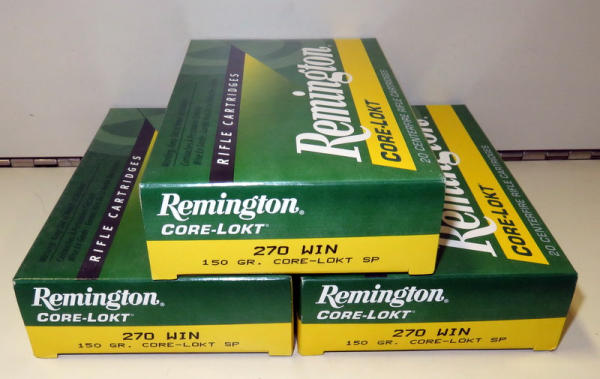 RIFLE CARTRIDGES
Remington®
CORE-LOKT
20 CENTERFIRE RIFLE CARTRIDGES
Remington®
CORE-LOKT®
270 WIN
150 GR. CORE-LOKT SP
RIFLE CARTRIDGES
Remington®
CORE-LOKT®
270 WIN
150 GR. CORE-LOKT SP
Remington®
CORE-LOKT
20 CENTERFIRE RIFLE CARTRIDGES
Remington®
CORE-LOKT®
270 WIN
150 GR. CORE-LOKT SP